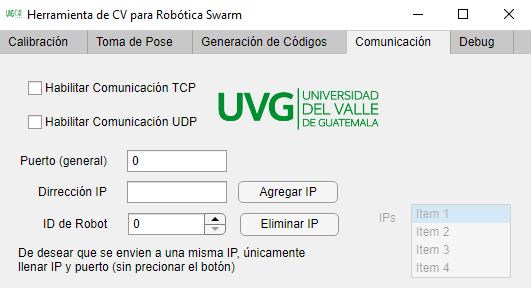 Herramienta de CV para Robótica Swarm
Calibración Toma de Pose Generación de Códigos Comunicación Debug
Habilitar Comunicación TCP
Habilitar Comunicación UDP
UVG UNIVERSIDAD
DEL VALLE
DE GUATEMALA
Puerto (general) 0
Dirrección IP Agregar IP
ID de Robot 0 Eliminar IP
De desear que se envien a una misma IP, únicamente
llenar IP y puerto (sin precionar el botón)
IPs Item 1
Item 2
Item 3
Item 4